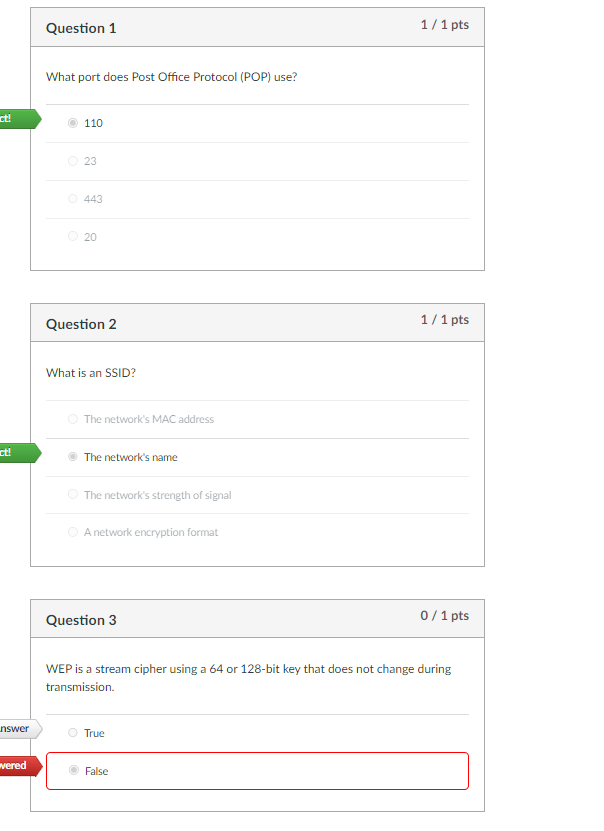 Question 1
1 / 1 pts
What port does Post Office Protocol (POP) use?
ct!
110
23
443
20
Question 2
1 / 1 pts
What is an SSID?
The network's MAC address
ct!
The network's name
The network's strength of signal
A network encryption format
Question 3
0 / 1 pts
WEP is a stream cipher using a 64 or 128-bit key that does not change during
transmission.
nswer
True
wered
False